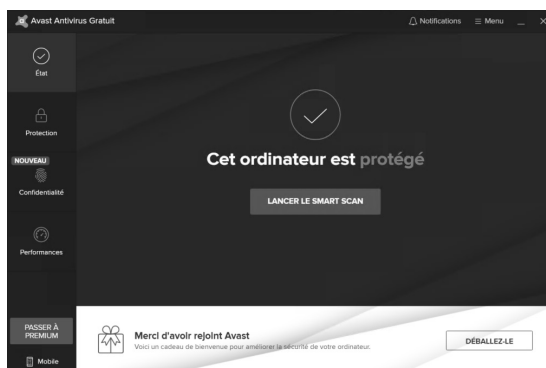 Avast Antivirus Gratuit
Notifications
Menu
État
Protection
NOUVEAU
Confidentialité
Performances
Cet ordinateur est protégé
LANCER LE SMART SCAN
PASSER À
PREMIUM
Mobile
Merci d'avoir rejoint Avast
Voici un cadeau de bienvenue pour améliorer la sécurité de votre ordinateur.
DÉBALLEZ-LE